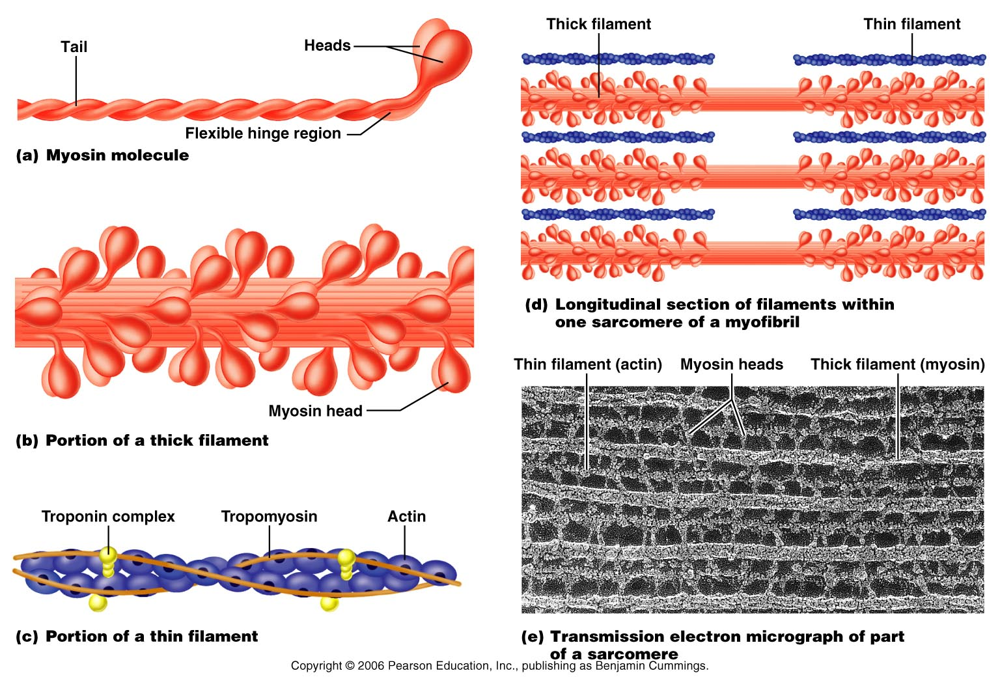 Tail
Heads
Flexible hinge region
(a) Myosin molecule
Myosin head
(b) Portion of a thick filament
Troponin complex
Tropomyosin
Actin
(c) Portion of a thin filament
Thick filament
Thin filament
(d) Longitudinal section of filaments within
one sarcomere of a myofibril
Thin filament (actin)
Myosin heads
Thick filament (myosin)
(e) Transmission electron micrograph of part
of a sarcomere
Copyright © 2006 Pearson Education, Inc., publishing as Benjamin Cummings.